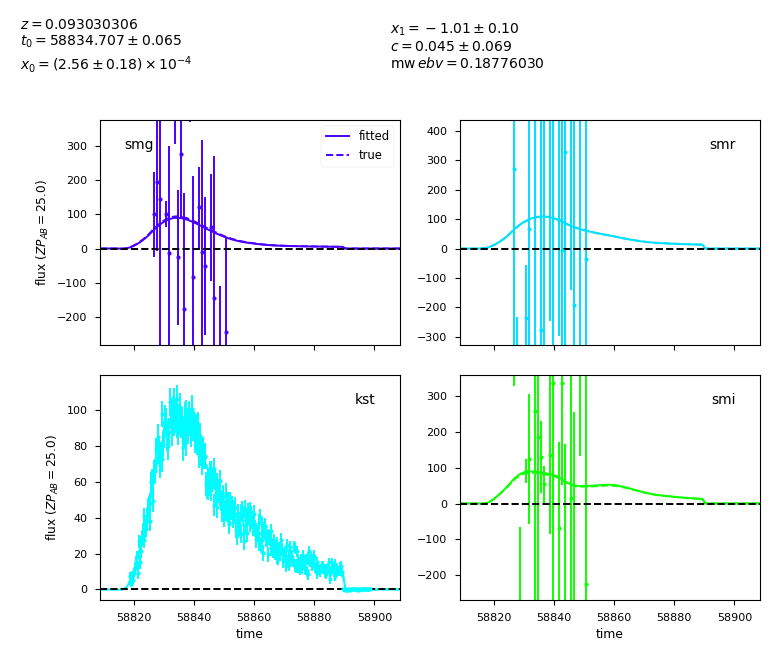 z = 0.093030306
t₀ = 58834.707 ± 0.065
x₀ = (2.56 ± 0.18) × 10⁻⁴
x₁ = −1.01 ± 0.10
c = 0.045 ± 0.069
mw ebv = 0.18776030
smg
fitted
true
300
200
100
0
−100
−200
flux (ZP_AB = 25.0)
smr
400
300
200
100
0
−100
−200
−300
kst
100
80
60
40
20
0
flux (ZP_AB = 25.0)
58820 58840 58860 58880 58900
time
smi
300
200
100
0
−100
−200
58820 58840 58860 58880 58900
time